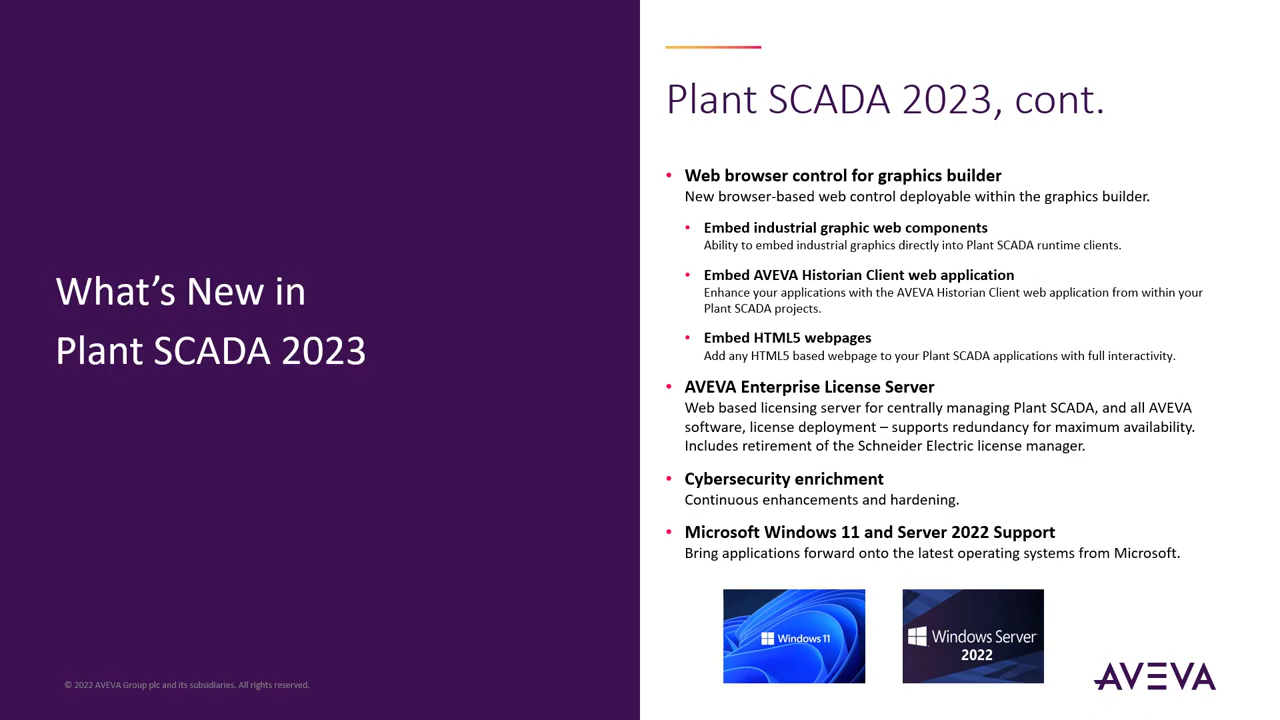 What's New in
Plant SCADA 2023
© 2022 AVEVA Group plc and its subsidiaries. All rights reserved.
Plant SCADA 2023, cont.
• Web browser control for graphics builder
New browser-based web control deployable within the graphics builder.
• Embed industrial graphic web components
Ability to embed industrial graphics directly into Plant SCADA runtime clients.
• Embed AVEVA Historian Client web application
Enhance your applications with the AVEVA Historian Client web application from within your
Plant SCADA projects.
• Embed HTML5 webpages
Add any HTML5 based webpage to your Plant SCADA applications with full interactivity.
• AVEVA Enterprise License Server
Web based licensing server for centrally managing Plant SCADA, and all AVEVA
software, license deployment – supports redundancy for maximum availability.
Includes retirement of the Schneider Electric license manager.
• Cybersecurity enrichment
Continuous enhancements and hardening.
• Microsoft Windows 11 and Server 2022 Support
Bring applications forward onto the latest operating systems from Microsoft.
Windows 11
Windows Server
2022
AVEVA